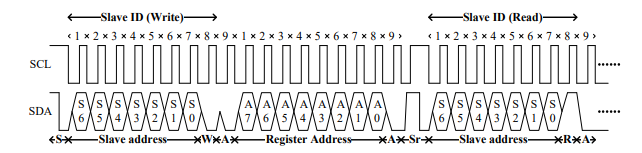 Slave ID (Write) Slave ID (Read)
‹ 1 × 2 × 3 × 4 × 5 × 6 × 7 × 8 × 9 × 1 × 2 × 3 × 4 × 5 × 6 × 7 × 8 × 9 › ‹ 1 × 2 × 3 × 4 × 5 × 6 × 7 × 8 × 9 ›
SCL ......
SDA S6 S5 S4 S3 S2 S1 S0 A7 A6 A5 A4 A3 A2 A1 A0 S6 S5 S4 S3 S2 S1 S0 ......
S Slave address W A Register Address A Sr Slave address R A